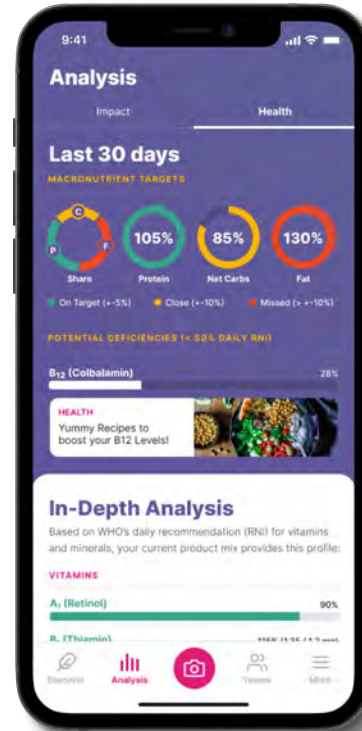 9:41
Analysis
Impact
Health
Last 30 days
MACRONUTRIENT TARGETS
C
P
F
105%
85%
130%
Share
Protein
Net Carbs
Fat
On Target (+-5%)
Close (+-10%)
Missed (> +-10%)
POTENTIAL DEFICIENCIES (< 50% DAILY RNI)
B₁₂ (Colbalamin)
28%
HEALTH
Yummy Recipes to
boost your B12 Levels!
In-Depth Analysis
Based on WHO's daily recommendation (RNI) for vitamins
and minerals, your current product mix provides this profile:
VITAMINS
A₁ (Retinol)
90%
(Thiamin)
Discover
Analysis
Teams
More